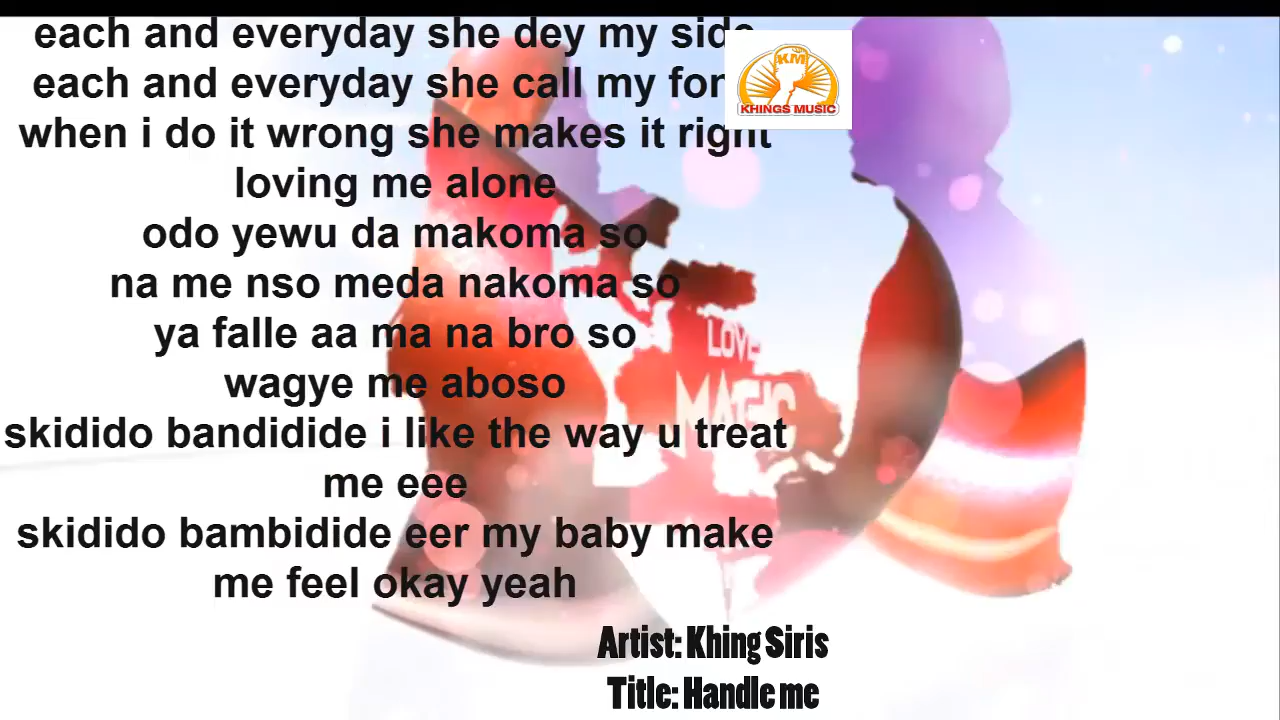 each and everyday she dey my side
each and everyday she call my fon
KM
KHINGS MUSIC
when i do it wrong she makes it right
loving me alone
odo yewu da makoma so
na me nso meda nakoma so
LOVE
ya falle aa ma na bro so
wagye me aboso
MAGIC
skidido bandidide i like the way u treat
me eee
skidido bambidide eer my baby make
me feel okay yeah
Artist: Khing Siris
Title: Handle me